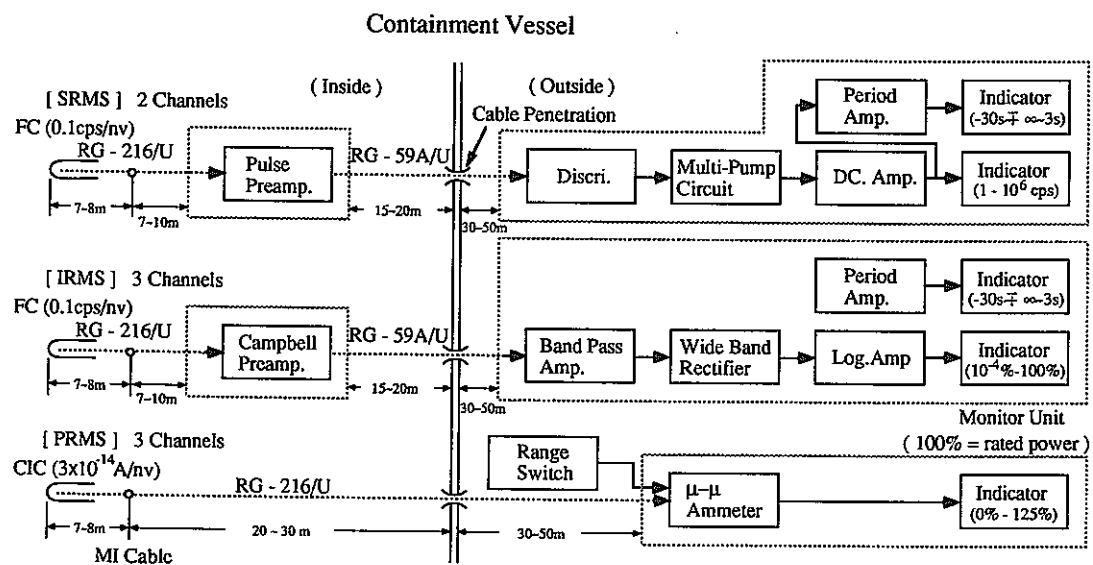 Containment Vessel
( Inside )
( Outside )
Cable Penetration
[ SRMS ] 2 Channels
FC (0.1cps/nv)
RG - 216/U
Pulse
Preamp.
RG - 59A/U
Discri.
Multi-Pump
Circuit
DC. Amp.
Period
Amp.
Indicator
(-30s∓ ∞~3s)
Indicator
(1 - 10⁶ cps)
7~8m
7~10m
15~20m
30~50m
[ IRMS ] 3 Channels
FC (0.1cps/nv)
RG - 216/U
Campbell
Preamp.
RG - 59A/U
Band Pass
Amp.
Wide Band
Rectifier
Log.Amp
Period
Amp.
Indicator
(-30s∓ ∞~3s)
Indicator
(10⁻⁴%-100%)
7~8m
7~10m
15~20m
30~50m
Monitor Unit
( 100% = rated power )
[ PRMS ] 3 Channels
CIC (3x10⁻¹⁴A/nv)
RG - 216/U
Range
Switch
μ-μ
Ammeter
Indicator
(0% - 125%)
7~8m
20 ~ 30 m
30~50m
MI Cable